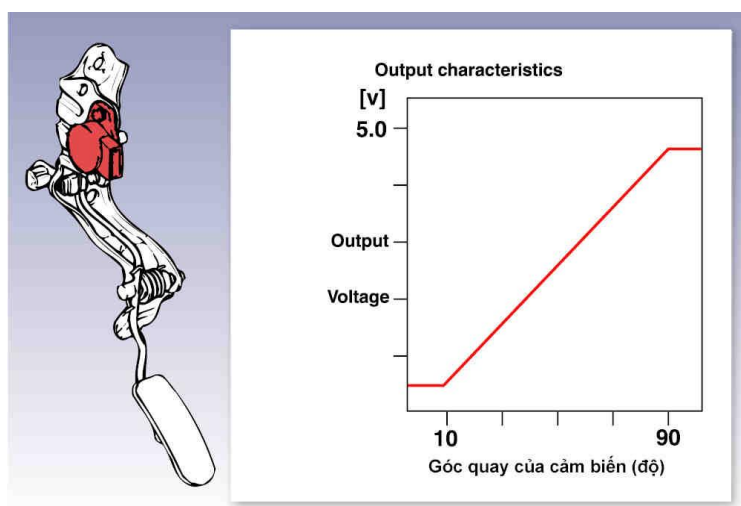 Output characteristics
[v]
5.0
Output
Voltage
10
90
Góc quay của cảm biến (độ)